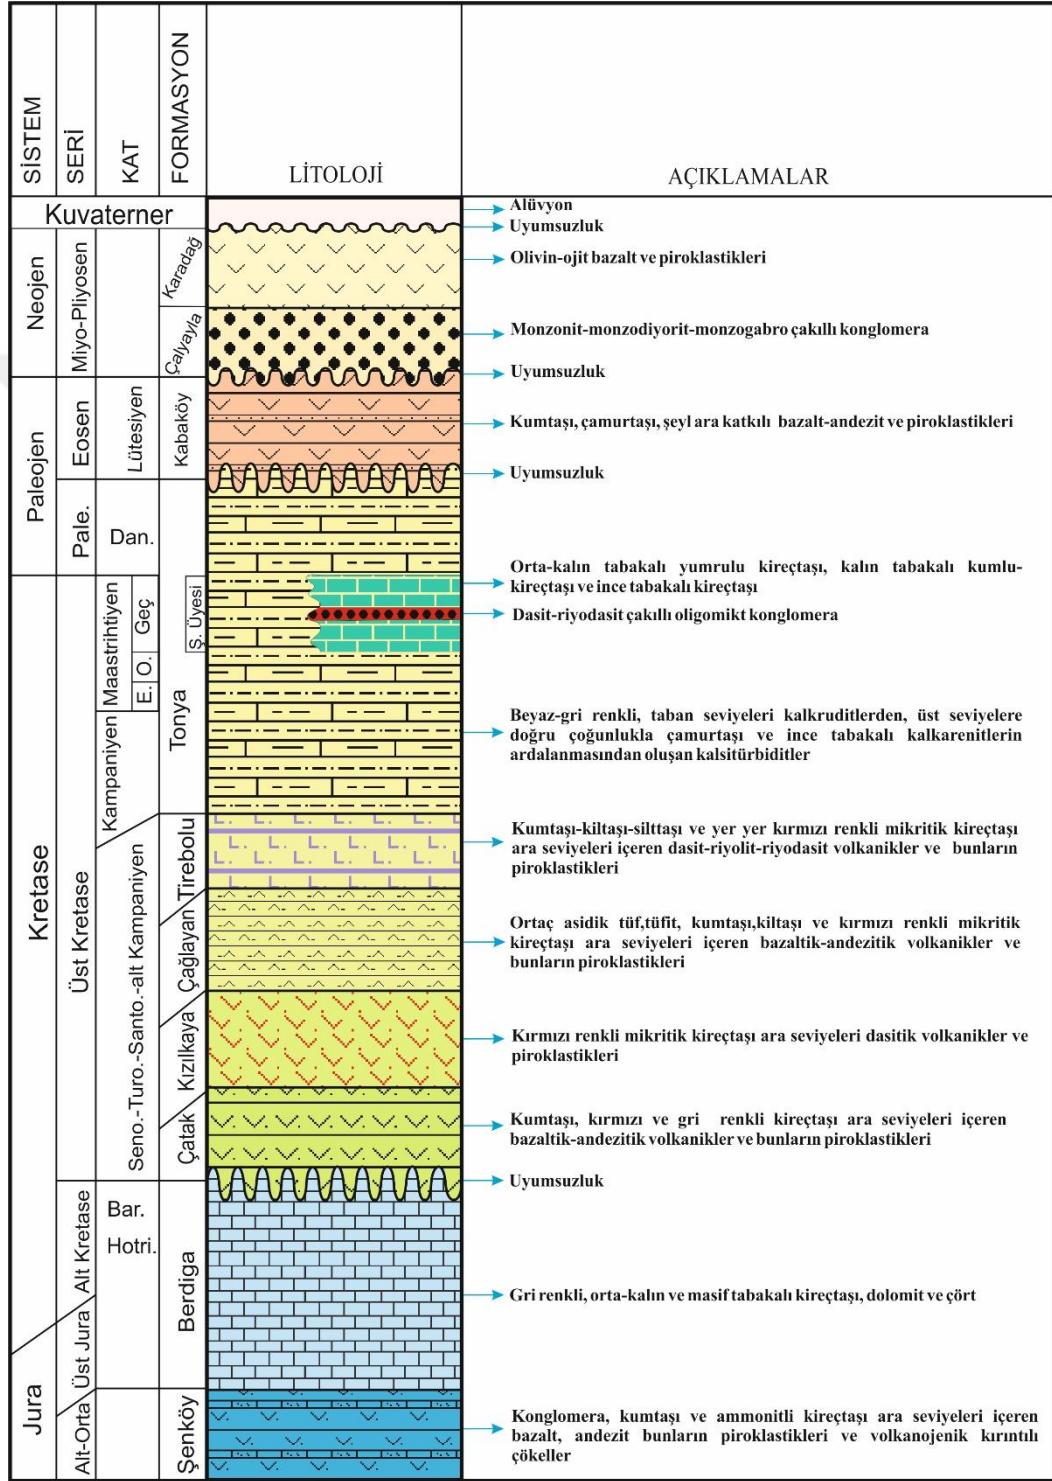 SİSTEM
SERİ
KAT
FORMASYON
LİTOLOJİ
AÇIKLAMALAR
Kuvaterner
Alüvyon
Uyumsuzluk
Neojen
Miyo-Pliyosen
Karadağ
Olivin-ojit bazalt ve piroklastikleri
Çalyayla
Monzonit-monzodiyorit-monzogabro çakıllı konglomera
Uyumsuzluk
Paleojen
Eosen
Lütesiyen
Kabaköy
Kumtaşı, çamurtaşı, şeyl ara katkılı bazalt-andezit ve piroklastikleri
Uyumsuzluk
Pale.
Dan.
Kretase
Üst Kretase
Maastrihtiyen
Geç
O.
E.
Ş. Üyesi
Orta-kalın tabakalı yumrulu kireçtaşı, kalın tabakalı kumlu-
kireçtaşı ve ince tabakalı kireçtaşı
Dasit-riyodasit çakıllı oligomikt konglomera
Kampaniyen
Tonya
Beyaz-gri renkli, taban seviyeleri kalkruditlerden, üst seviyelere
doğru çoğunlukla çamurtaşı ve ince tabakalı kalkarenitlerin
ardalanmasından oluşan kalsitürbiditler
Seno.-Turo.-Santo.-alt Kampaniyen
Tirebolu
Kumtaşı-kiltaşı-silttaşı ve yer yer kırmızı renkli mikritik kireçtaşı
ara seviyeleri içeren dasit-riyolit-riyodasit volkanikler ve bunların
piroklastikleri
Çağlayan
Ortaç asidik tüf,tüfit, kumtaşı,kiltaşı ve kırmızı renkli mikritik
kireçtaşı ara seviyeleri içeren bazaltik-andezitik volkanikler ve
bunların piroklastikleri
Kızılkaya
Kırmızı renkli mikritik kireçtaşı ara seviyeleri dasitik volkanikler ve
piroklastikleri
Çatak
Kumtaşı, kırmızı ve gri renkli kireçtaşı ara seviyeleri içeren
bazaltik-andezitik volkanikler ve bunların piroklastikleri
Uyumsuzluk
Alt Kretase
Bar.
Hotri.
Berdiga
Gri renkli, orta-kalın ve masif tabakalı kireçtaşı, dolomit ve çört
Jura
Üst Jura
Alt-Orta
Şenköy
Konglomera, kumtaşı ve ammonitli kireçtaşı ara seviyeleri içeren
bazalt, andezit bunların piroklastikleri ve volkanojenik kırıntılı
çökeller